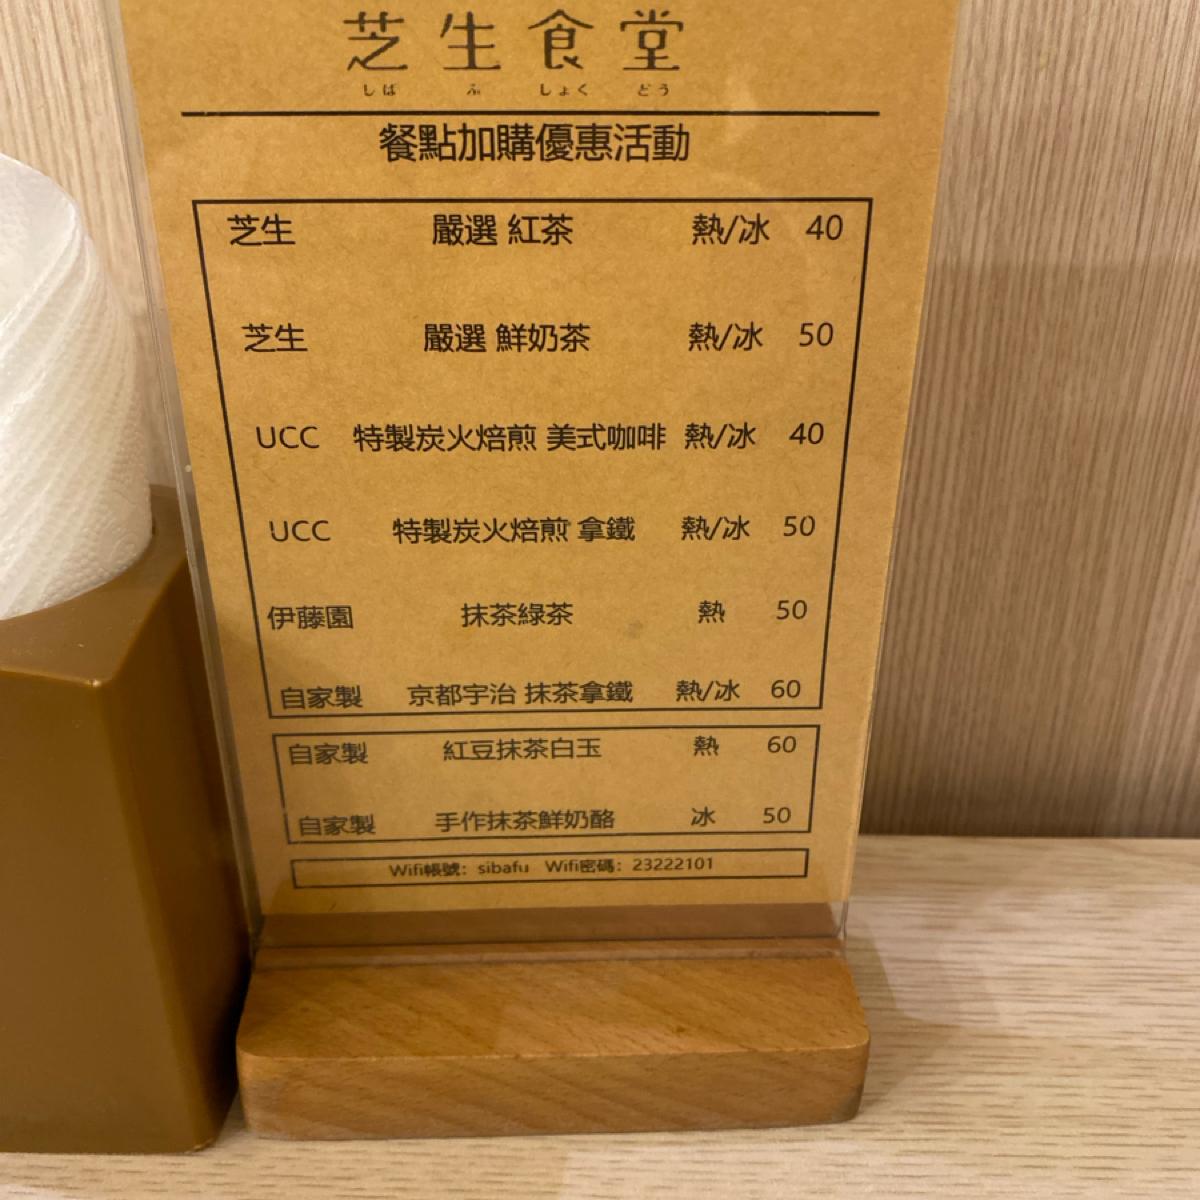 芝生食堂
しば ふ しょく どう
餐點加購優惠活動
芝生 嚴選 紅茶 熱/冰 40
芝生 嚴選 鮮奶茶 熱/冰 50
UCC 特製炭火焙煎 美式咖啡 熱/冰 40
UCC 特製炭火焙煎 拿鐵 熱/冰 50
伊藤園 抹茶綠茶 熱 50
自家製 京都宇治 抹茶拿鐵 熱/冰 60
自家製 紅豆抹茶白玉 熱 60
自家製 手作抹茶鮮奶酪 冰 50
Wifi帳號：sibafu Wifi密碼：23222101